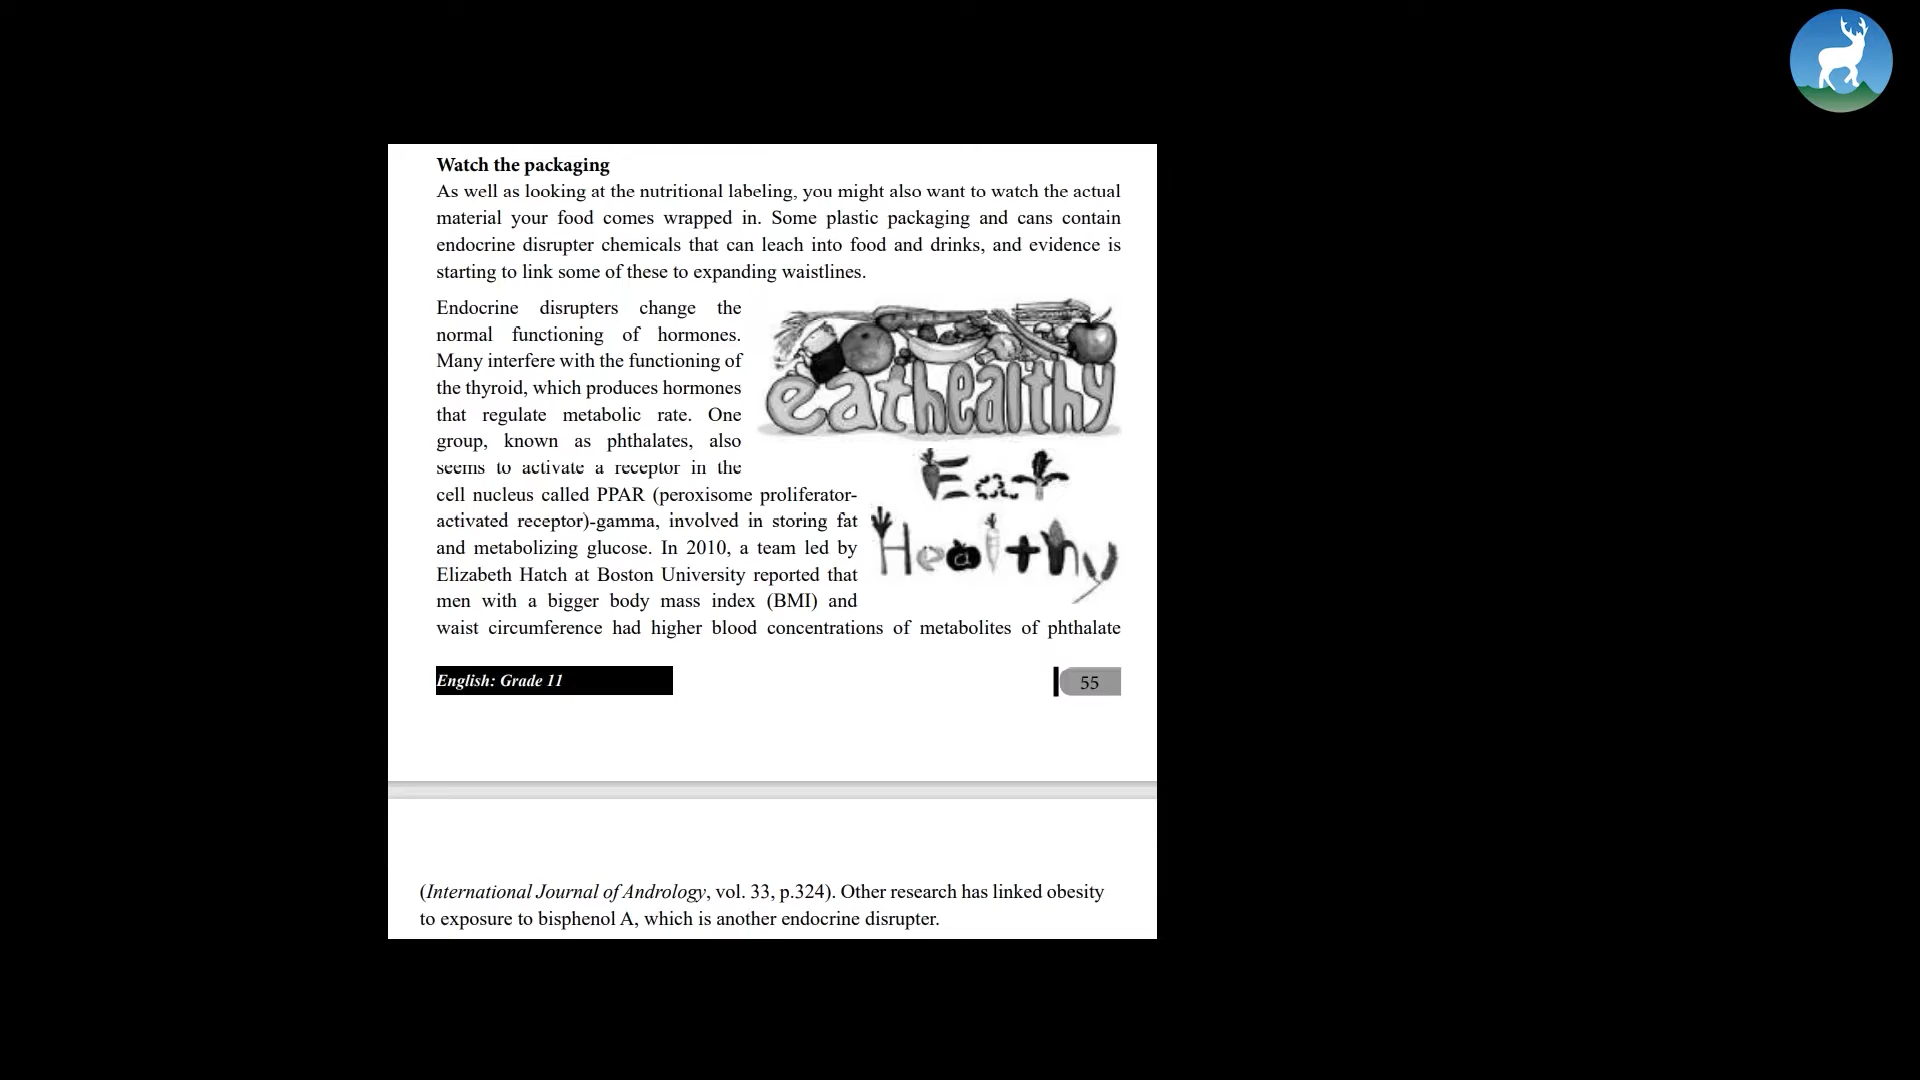 Watch the packaging
As well as looking at the nutritional labeling, you might also want to watch the actual
material your food comes wrapped in. Some plastic packaging and cans contain
endocrine disrupter chemicals that can leach into food and drinks, and evidence is
starting to link some of these to expanding waistlines.
Endocrine disrupters change the
normal functioning of hormones.
Many interfere with the functioning of
the thyroid, which produces hormones
that regulate metabolic rate. One
group, known as phthalates, also
seems to activate a receptor in the
cell nucleus called PPAR (peroxisome proliferator-
activated receptor)-gamma, involved in storing fat
and metabolizing glucose. In 2010, a team led by
Elizabeth Hatch at Boston University reported that
men with a bigger body mass index (BMI) and
waist circumference had higher blood concentrations of metabolites of phthalate
eathealthy
Eat
Healthy
English: Grade 11
55
(International Journal of Andrology, vol. 33, p.324). Other research has linked obesity
to exposure to bisphenol A, which is another endocrine disrupter.